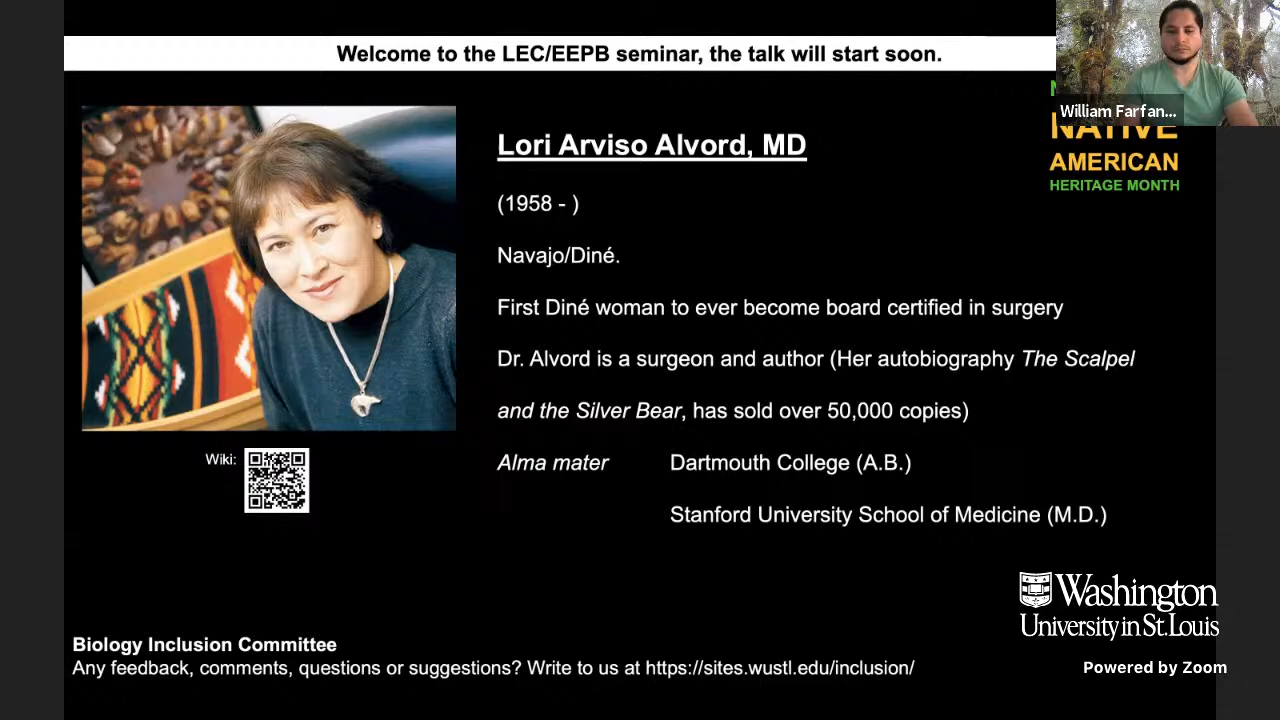 Welcome to the LEC/EEPB seminar, the talk will start soon.
William Farfan...
NATIVE
AMERICAN
HERITAGE MONTH
Lori Arviso Alvord, MD
(1958 - )
Navajo/Diné.
First Diné woman to ever become board certified in surgery
Dr. Alvord is a surgeon and author (Her autobiography The Scalpel
and the Silver Bear, has sold over 50,000 copies)
Wiki:
Alma mater Dartmouth College (A.B.)
Stanford University School of Medicine (M.D.)
Washington
University in St. Louis
Biology Inclusion Committee
Any feedback, comments, questions or suggestions? Write to us at https://sites.wustl.edu/inclusion/
Powered by Zoom